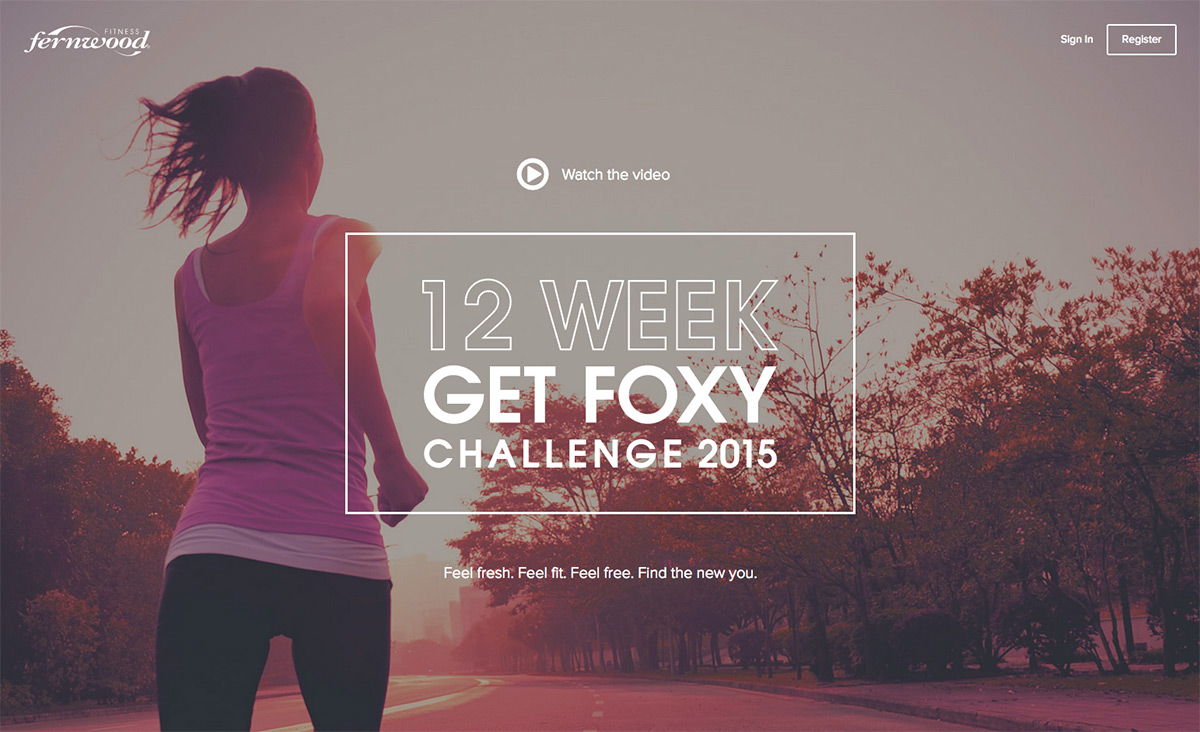 FITNESS
fernwood
Sign In
Register
Watch the video
12 WEEK
GET FOXY
CHALLENGE 2015
Feel fresh. Feel fit. Feel free. Find the new you.